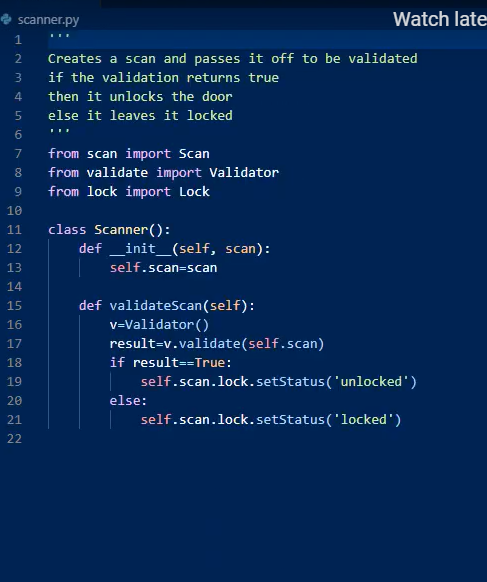 scanner.py
Watch late
1 '''
2 Creates a scan and passes it off to be validated
3 if the validation returns true
4 then it unlocks the door
5 else it leaves it locked
6 '''
7 from scan import Scan
8 from validate import Validator
9 from lock import Lock
10
11 class Scanner():
12     def __init__(self, scan):
13         self.scan=scan
14
15     def validateScan(self):
16         v=Validator()
17         result=v.validate(self.scan)
18         if result==True:
19             self.scan.lock.setStatus('unlocked')
20         else:
21             self.scan.lock.setStatus('locked')
22